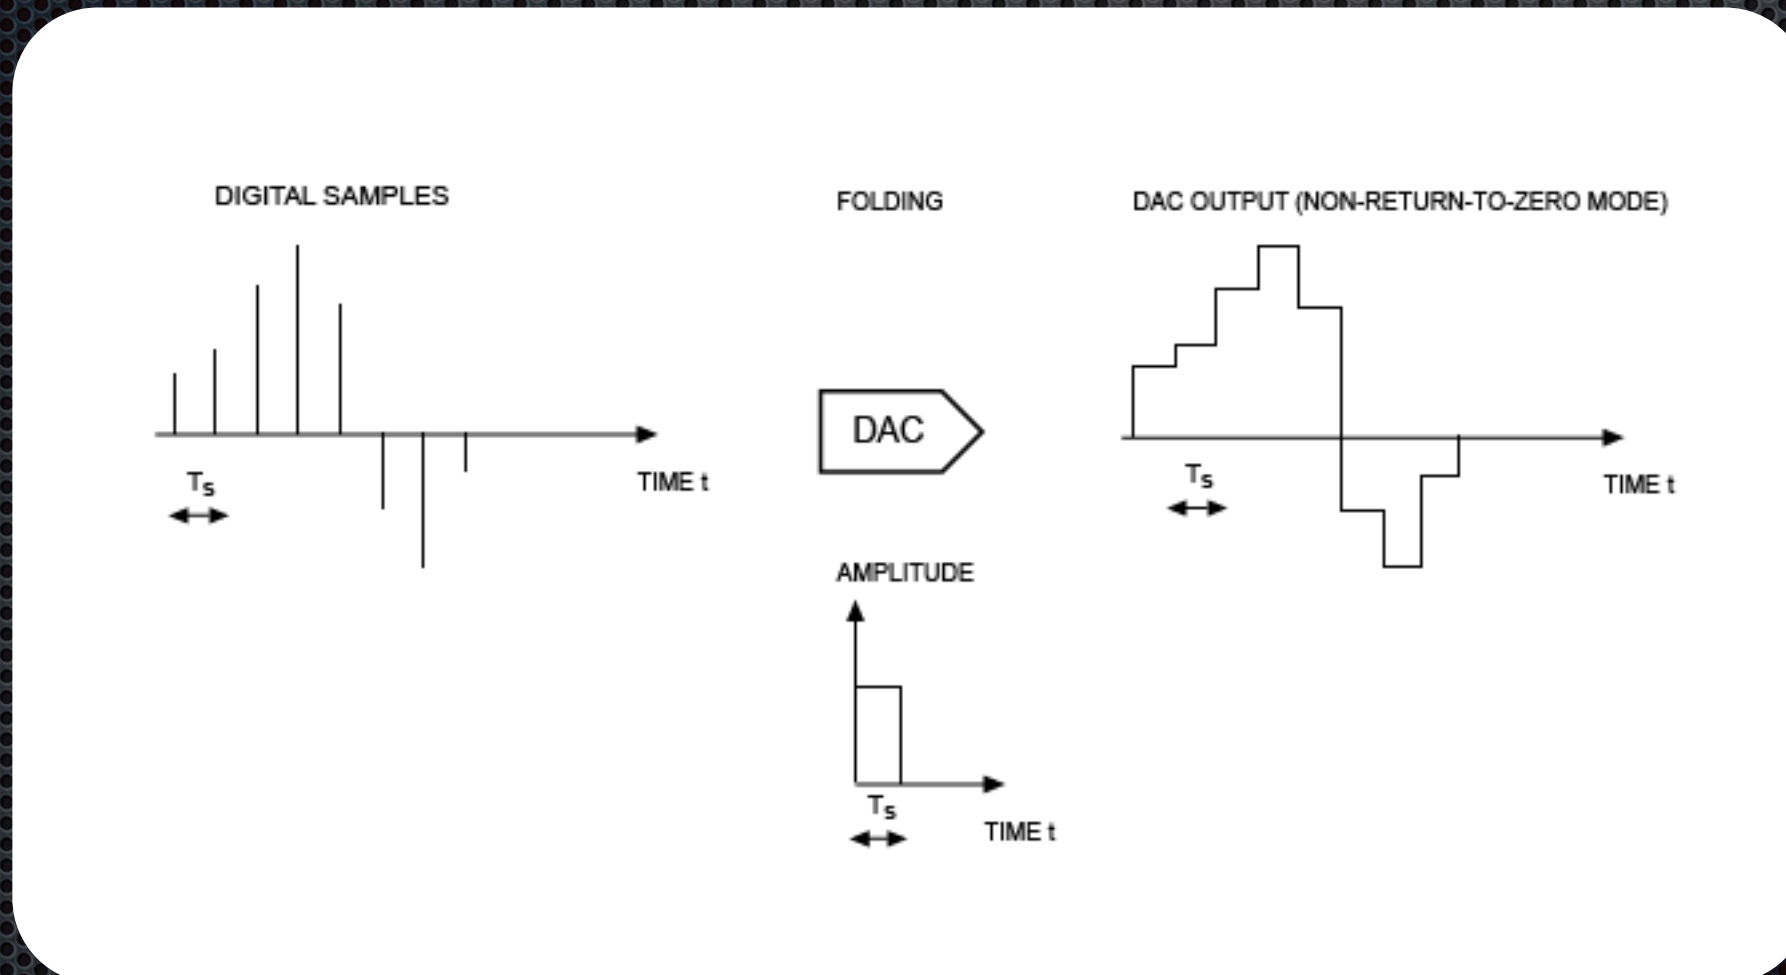 DIGITAL SAMPLES
FOLDING
DAC OUTPUT (NON-RETURN-TO-ZERO MODE)
DAC
Ts
TIME t
Ts
TIME t
AMPLITUDE
Ts
TIME t